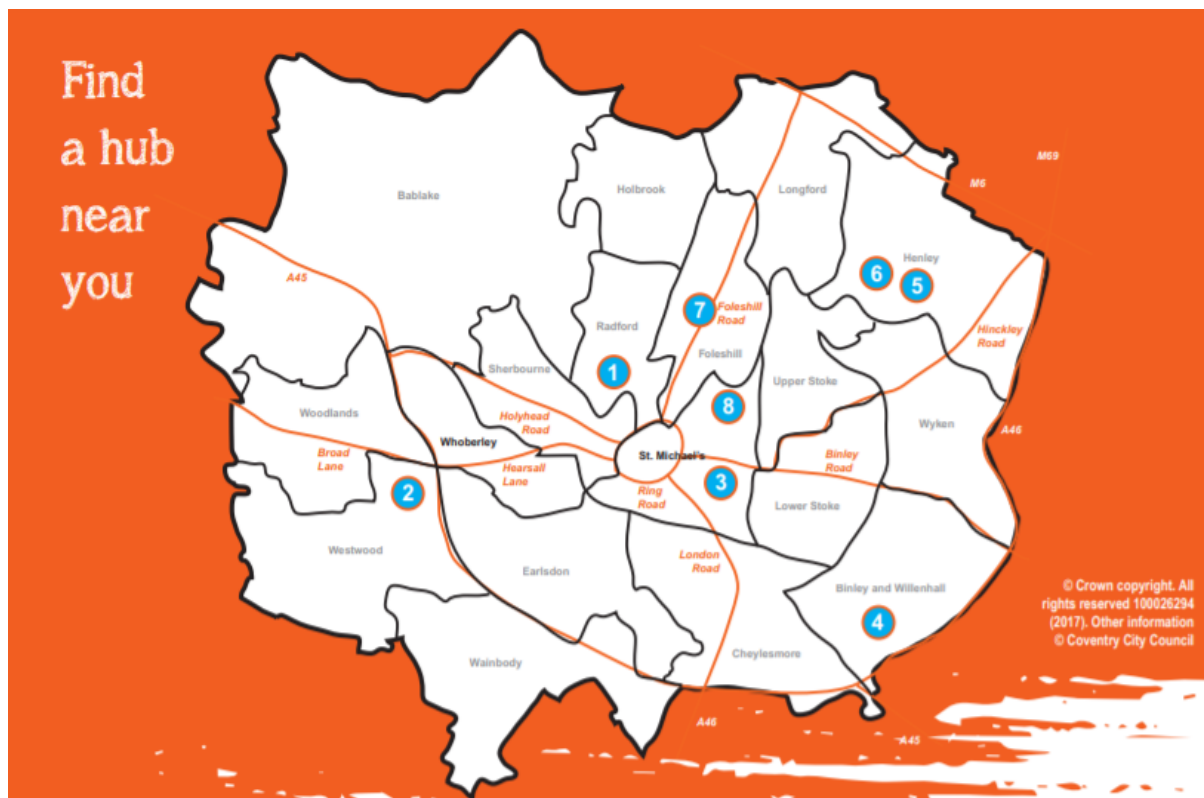 Find
a hub
near
you
M69
M6
Holbrook
Longford
Bablake
Henley
6
5
A45
7
Foleshill
Road
Radford
Hinckley
Road
Foleshill
Sherbourne
1
Upper Stoke
8
Woodlands
Holyhead
Road
Wyken
A46
Whoberley
St. Michael's
Broad
Lane
Hearsall
Lane
Binley
Road
2
3
Ring
Road
Lower Stoke
Westwood
London
Road
Earlsdon
Binley and Willenhall
4
© Crown copyright. All
rights reserved 100026294
(2017). Other information
© Coventry City Council
Wainbody
Cheylesmore
A46
A45